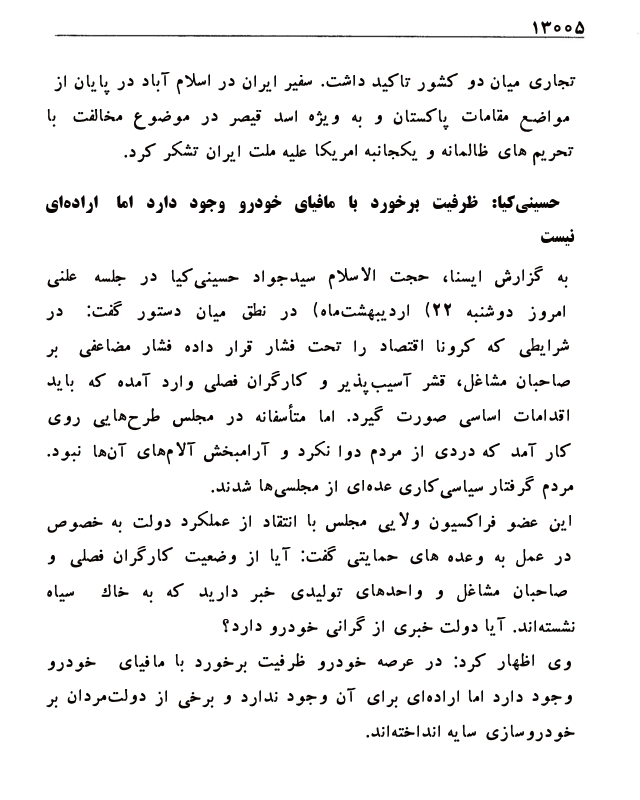 ۱۳۰۰۵
تجاری میان دو کشور تاکید داشت. سفیر ایران در اسلام آباد در پایان از
مواضع مقامات پاکستان و به ویژه اسد قیصر در موضوع مخالفت با
تحریم های ظالمانه و یکجانبه امریکا علیه ملت ایران تشکر کرد.
حسینی‌کیا: ظرفیت برخورد با مافیای خودرو وجود دارد اما اراده‌ای
نیست
به گزارش ایسنا، حجت الاسلام سیدجواد حسینی‌کیا در جلسه علنی
امروز دوشنبه ۲۲) اردیبهشت‌ماه) در نطق میان دستور گفت: در
شرایطی که کرونا اقتصاد را تحت فشار قرار داده فشار مضاعفی بر
صاحبان مشاغل، قشر آسیب‌پذیر و کارگران فصلی وارد آمده که باید
اقدامات اساسی صورت گیرد. اما متأسفانه در مجلس طرح‌هایی روی
کار آمد که دردی از مردم دوا نکرد و آرامبخش آلام‌های آن‌ها نبود.
مردم گرفتار سیاسی‌کاری عده‌ای از مجلسی‌ها شدند.
این عضو فراکسیون ولایی مجلس با انتقاد از عملکرد دولت به خصوص
در عمل به وعده های حمایتی گفت: آیا از وضعیت کارگران فصلی و
صاحبان مشاغل و واحدهای تولیدی خبر دارید که به خاك سیاه
نشسته‌اند. آیا دولت خبری از گرانی خودرو دارد؟
وی اظهار کرد: در عرصه خودرو ظرفیت برخورد با مافیای خودرو
وجود دارد اما اراده‌ای برای آن وجود ندارد و برخی از دولت‌مردان بر
خودروسازی سایه انداخته‌اند.